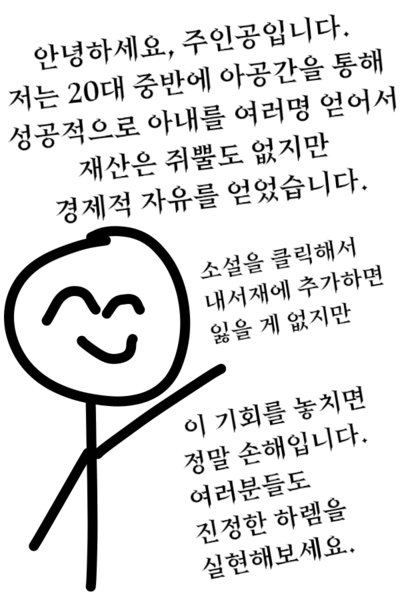 안녕하세요, 주인공입니다.
저는 20대 중반에 아공간을 통해
성공적으로 아내를 여러명 얻어서
재산은 쥐뿔도 없지만
경제적 자유를 얻었습니다.
소설을 클릭해서
내서재에 추가하면
잃을 게 없지만
이 기회를 놓치면
정말 손해입니다.
여러분들도
진정한 하렘을
실현해보세요.